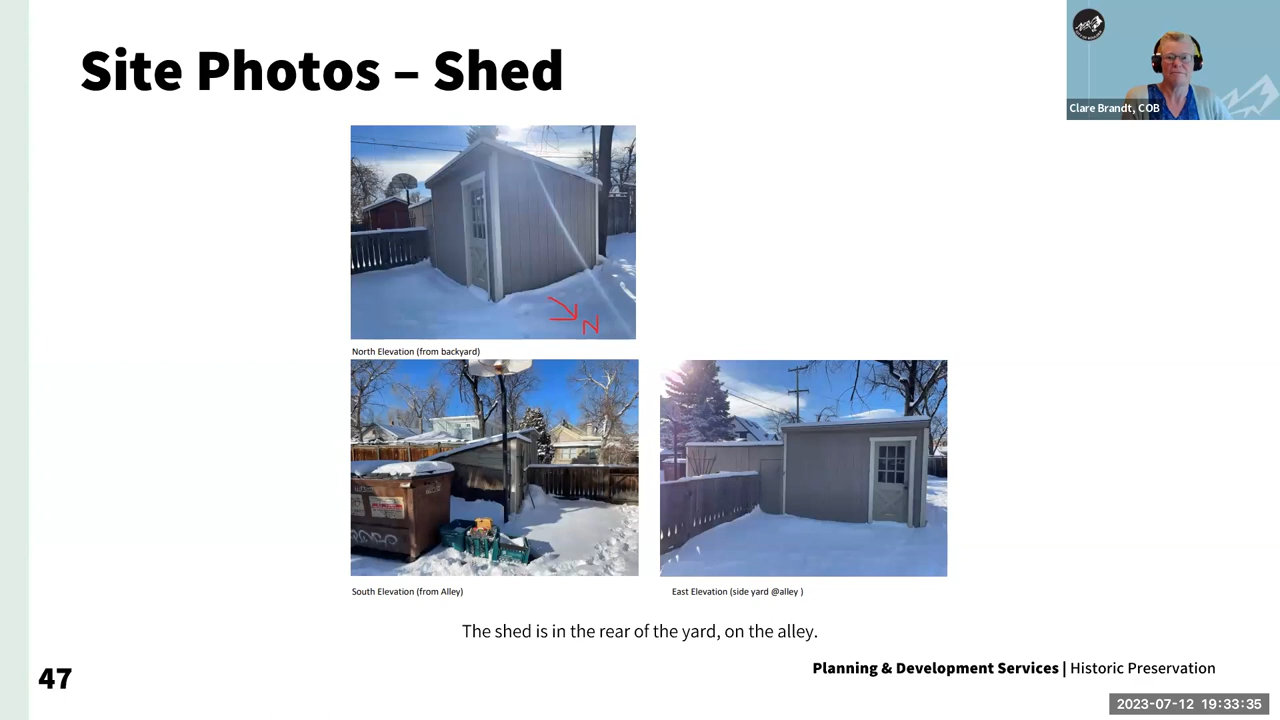 Site Photos – Shed
Clare Brandt, COB
N
North Elevation (from backyard)
South Elevation (from Alley)
East Elevation (side yard @alley )
The shed is in the rear of the yard, on the alley.
47
Planning & Development Services | Historic Preservation
2023-07-12 19:33:35